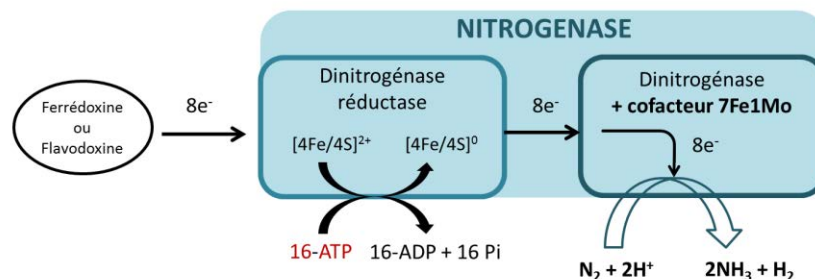 NITROGENASE
Ferrédoxine
ou
Flavodoxine
8e⁻
Dinitrogénase
réductase
[4Fe/4S]²⁺ [4Fe/4S]⁰
16-ATP 16-ADP + 16 Pi
8e⁻
Dinitrogénase
+ cofacteur 7Fe1Mo
8e⁻
N₂ + 2H⁺ 2NH₃ + H₂